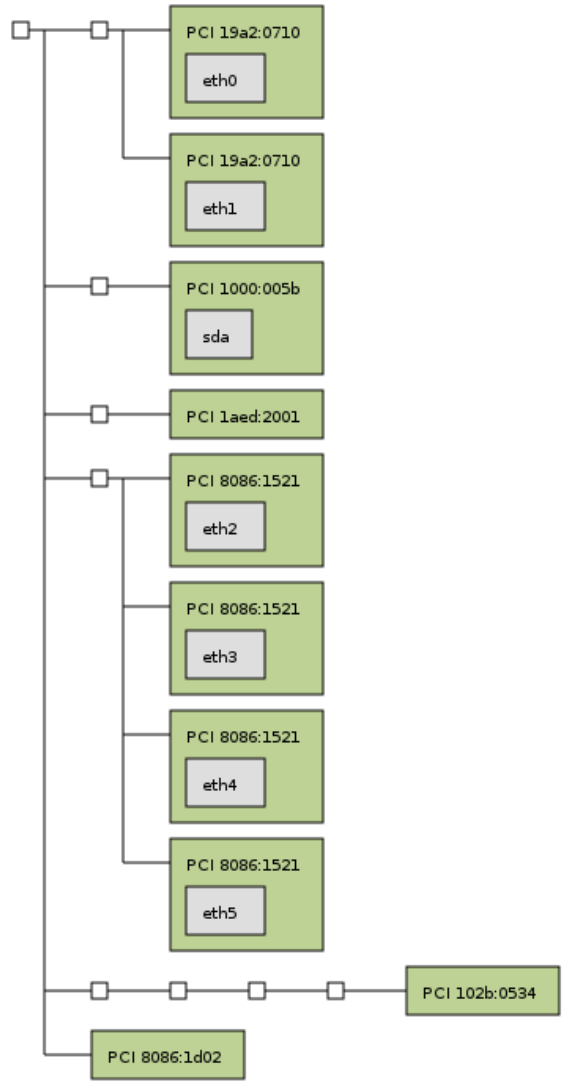 PCI 19a2:0710
eth0
PCI 19a2:0710
eth1
PCI 1000:005b
sda
PCI 1aed:2001
PCI 8086:1521
eth2
PCI 8086:1521
eth3
PCI 8086:1521
eth4
PCI 8086:1521
eth5
PCI 102b:0534
PCI 8086:1d02